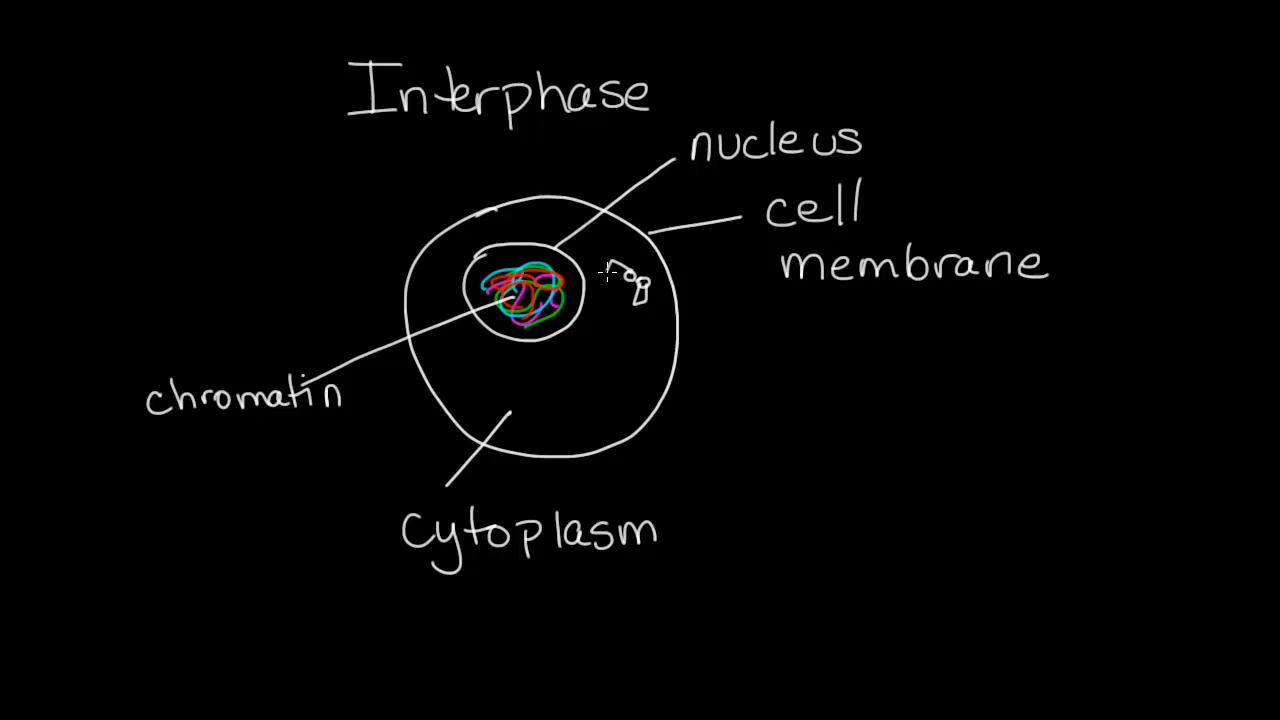 Interphase
nucleus
cell
membrane
chromatin
cytoplasm